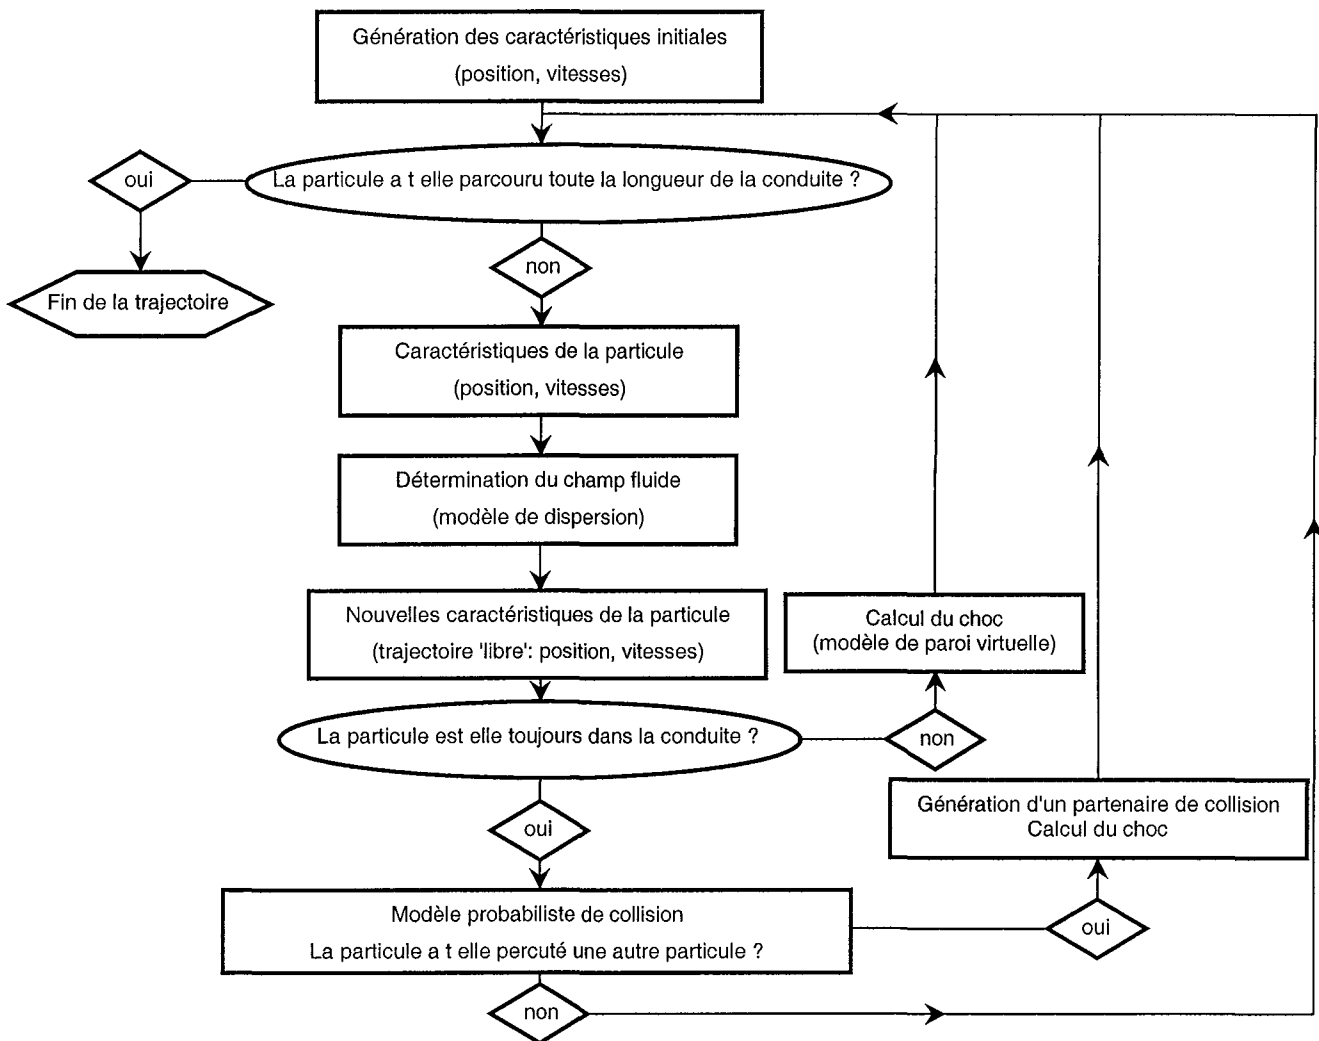 Génération des caractéristiques initiales
(position, vitesses)
La particule a t elle parcouru toute la longueur de la conduite ?
oui
non
Fin de la trajectoire
Caractéristiques de la particule
(position, vitesses)
Détermination du champ fluide
(modèle de dispersion)
Nouvelles caractéristiques de la particule
(trajectoire 'libre': position, vitesses)
Calcul du choc
(modèle de paroi virtuelle)
La particule est elle toujours dans la conduite ?
non
oui
Génération d'un partenaire de collision
Calcul du choc
Modèle probabiliste de collision
La particule a t elle percuté une autre particule ?
oui
non